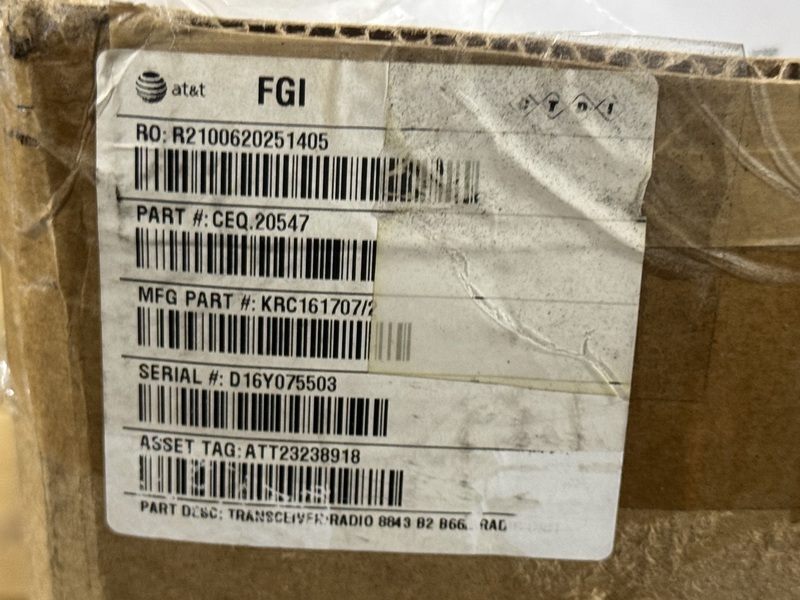 at&t FGI CTDI
RO: R2100620251405
PART #: CEQ.20547
MFG PART #: KRC161707/2
SERIAL #: D16Y075503
ASSET TAG: ATT23238918
PART DESC: TRANSCEIVER:RADIO 8843 B2 B66